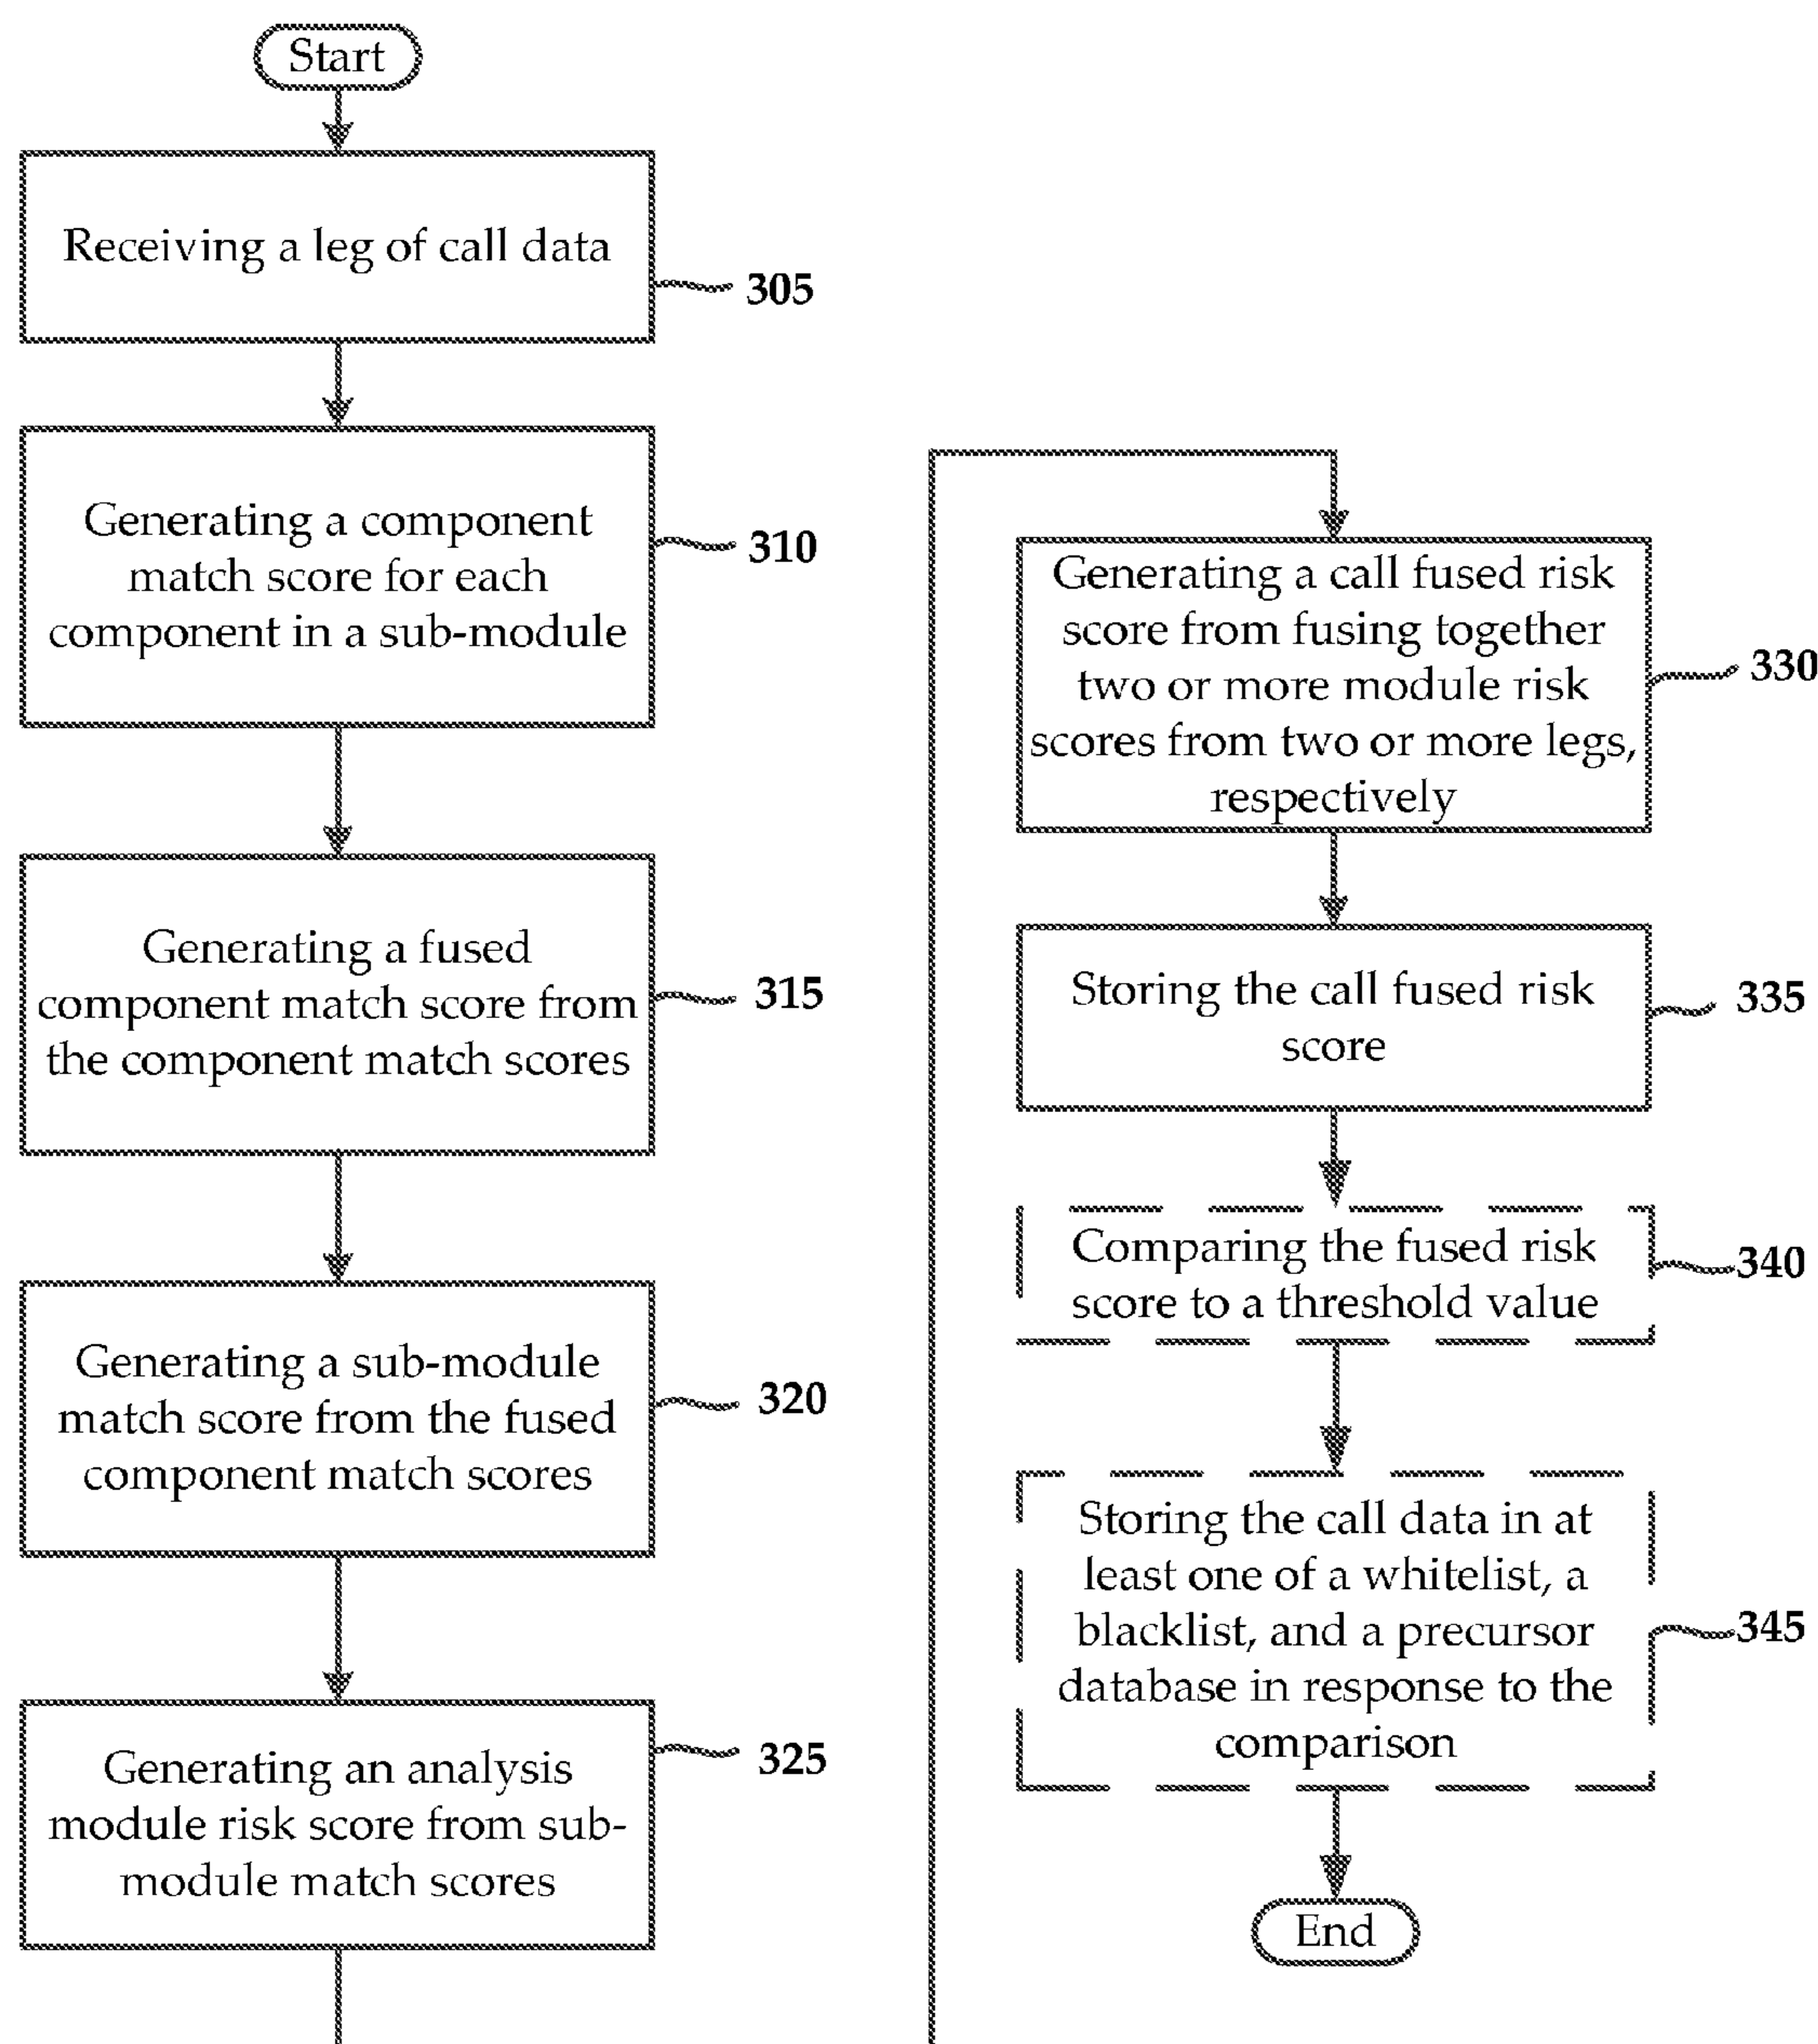 Start
Receiving a leg of call data
305
Generating a component
match score for each
component in a sub-module
310
Generating a fused
component match score from
the component match scores
315
Generating a sub-module
match score from the fused
component match scores
320
Generating an analysis
module risk score from sub-
module match scores
325
Generating a call fused risk
score from fusing together
two or more module risk
scores from two or more legs,
respectively
330
Storing the call fused risk
score
335
Comparing the fused risk
score to a threshold value
340
Storing the call data in at
least one of a whitelist, a
blacklist, and a precursor
database in response to the
comparison
345
End